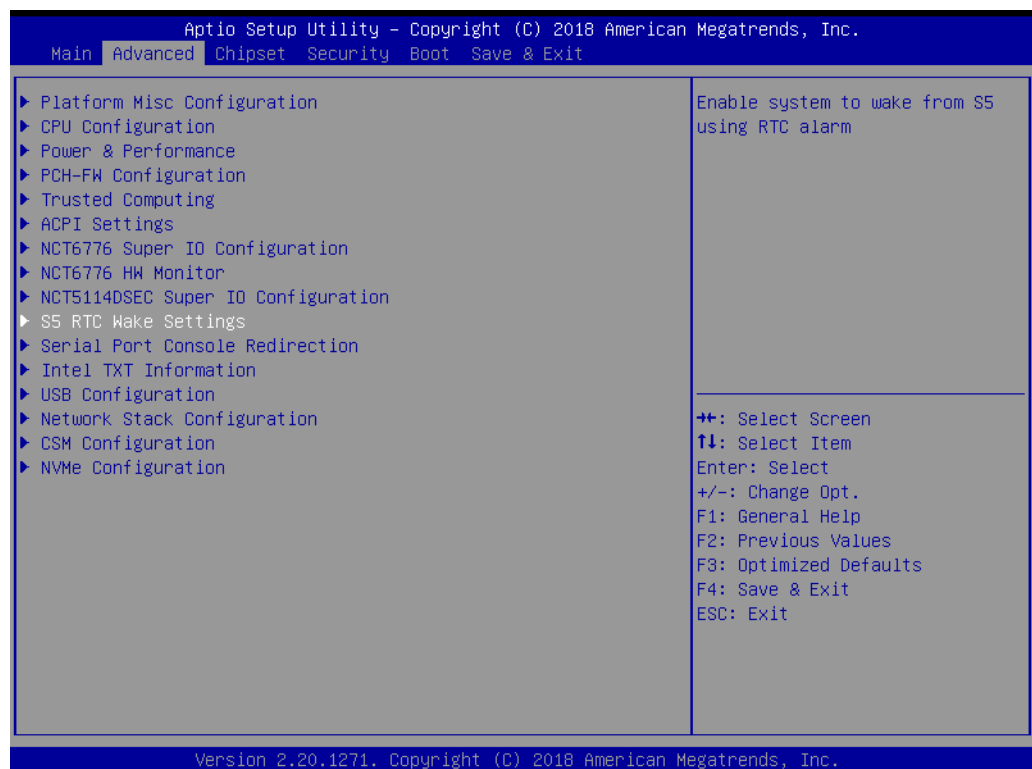 Aptio Setup Utility – Copyright (C) 2018 American Megatrends, Inc.
Main Advanced Chipset Security Boot Save & Exit
▶ Platform Misc Configuration
▶ CPU Configuration
▶ Power & Performance
▶ PCH-FW Configuration
▶ Trusted Computing
▶ ACPI Settings
▶ NCT6776 Super IO Configuration
▶ NCT6776 HW Monitor
▶ NCT5114DSEC Super IO Configuration
▶ S5 RTC Wake Settings
▶ Serial Port Console Redirection
▶ Intel TXT Information
▶ USB Configuration
▶ Network Stack Configuration
▶ CSM Configuration
▶ NVMe Configuration
Enable system to wake from S5
using RTC alarm
→←: Select Screen
↑↓: Select Item
Enter: Select
+/-: Change Opt.
F1: General Help
F2: Previous Values
F3: Optimized Defaults
F4: Save & Exit
ESC: Exit
Version 2.20.1271. Copyright (C) 2018 American Megatrends, Inc.